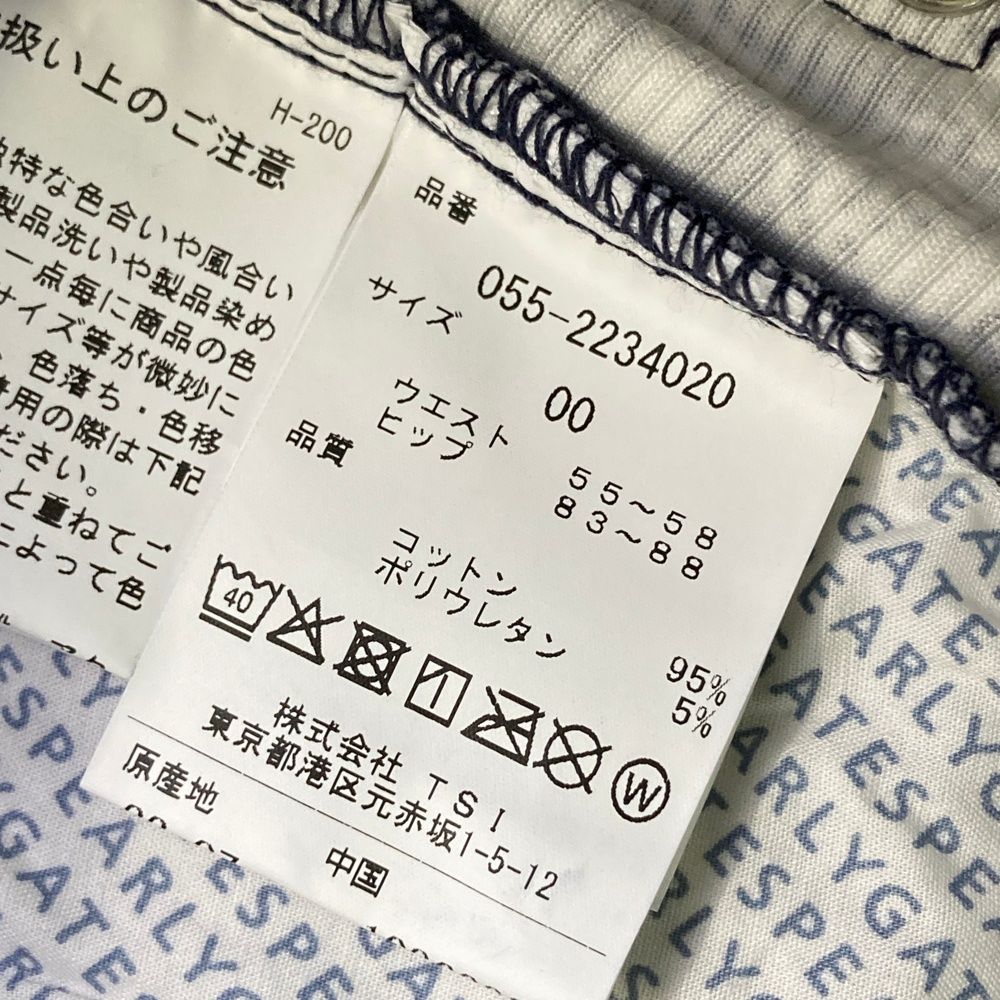 扱い上のご注意
H-200
特な色合いや風合い
製品洗いや製品染め
一点毎に商品の色
サイズ等が微妙に
、色落ち・色移
用の際は下記
ださい。
と重ねてご
によって色
品番
055-2234020
サイズ
00
ウエスト 55~58
ヒップ 83~88
品質
コットン 95%
ポリウレタン 5%
40
W
株式会社 TSI
東京都港区元赤坂1-5-12
原産地
中国
PEARLY GATES
PEARLY GATES
PEARLY GATES